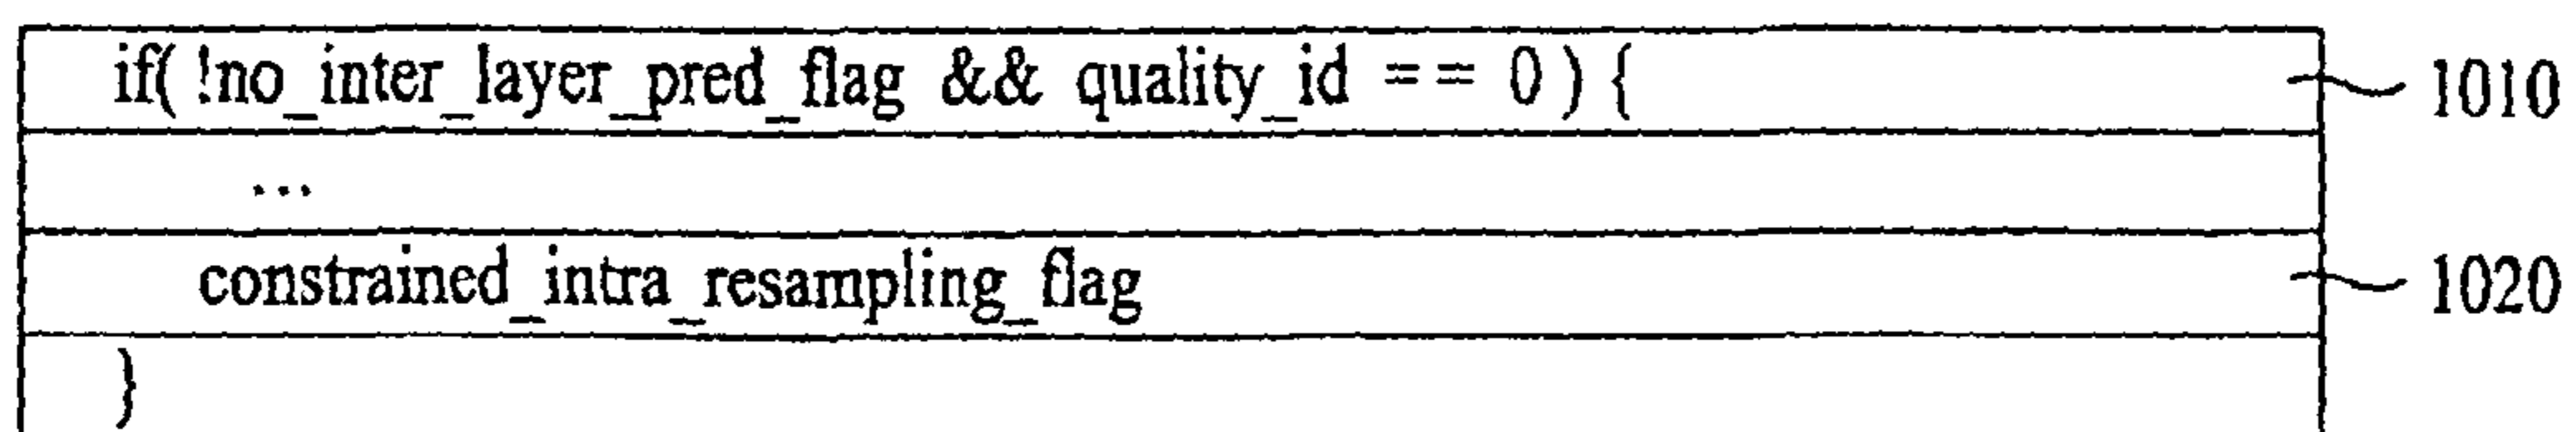 if( !no_inter_layer_pred_flag && quality_id == 0 ) { 1010
...
constrained_intra_resampling_flag 1020
}